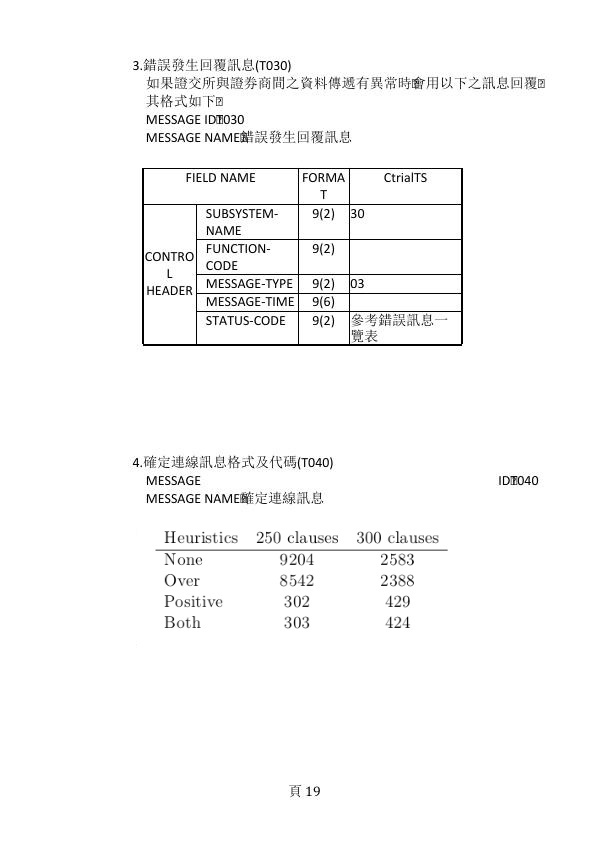 3.錯誤發生回覆訊息(T030)
如果證交所與證券商間之資料傳遞有異常時會用以下之訊息回覆
其格式如下
MESSAGE ID T030
MESSAGE NAME 錯誤發生回覆訊息
FIELD NAME FORMA CtrialTS
T
SUBSYSTEM- 9(2) 30
NAME
FUNCTION- 9(2)
CODE
CONTRO
L
HEADER
MESSAGE-TYPE 9(2) 03
MESSAGE-TIME 9(6)
STATUS-CODE 9(2) 參考錯誤訊息一
覽表
4.確定連線訊息格式及代碼(T040)
MESSAGE ID T040
MESSAGE NAME 確定連線訊息
Heuristics 250 clauses 300 clauses
None 9204 2583
Over 8542 2388
Positive 302 429
Both 303 424
頁 19